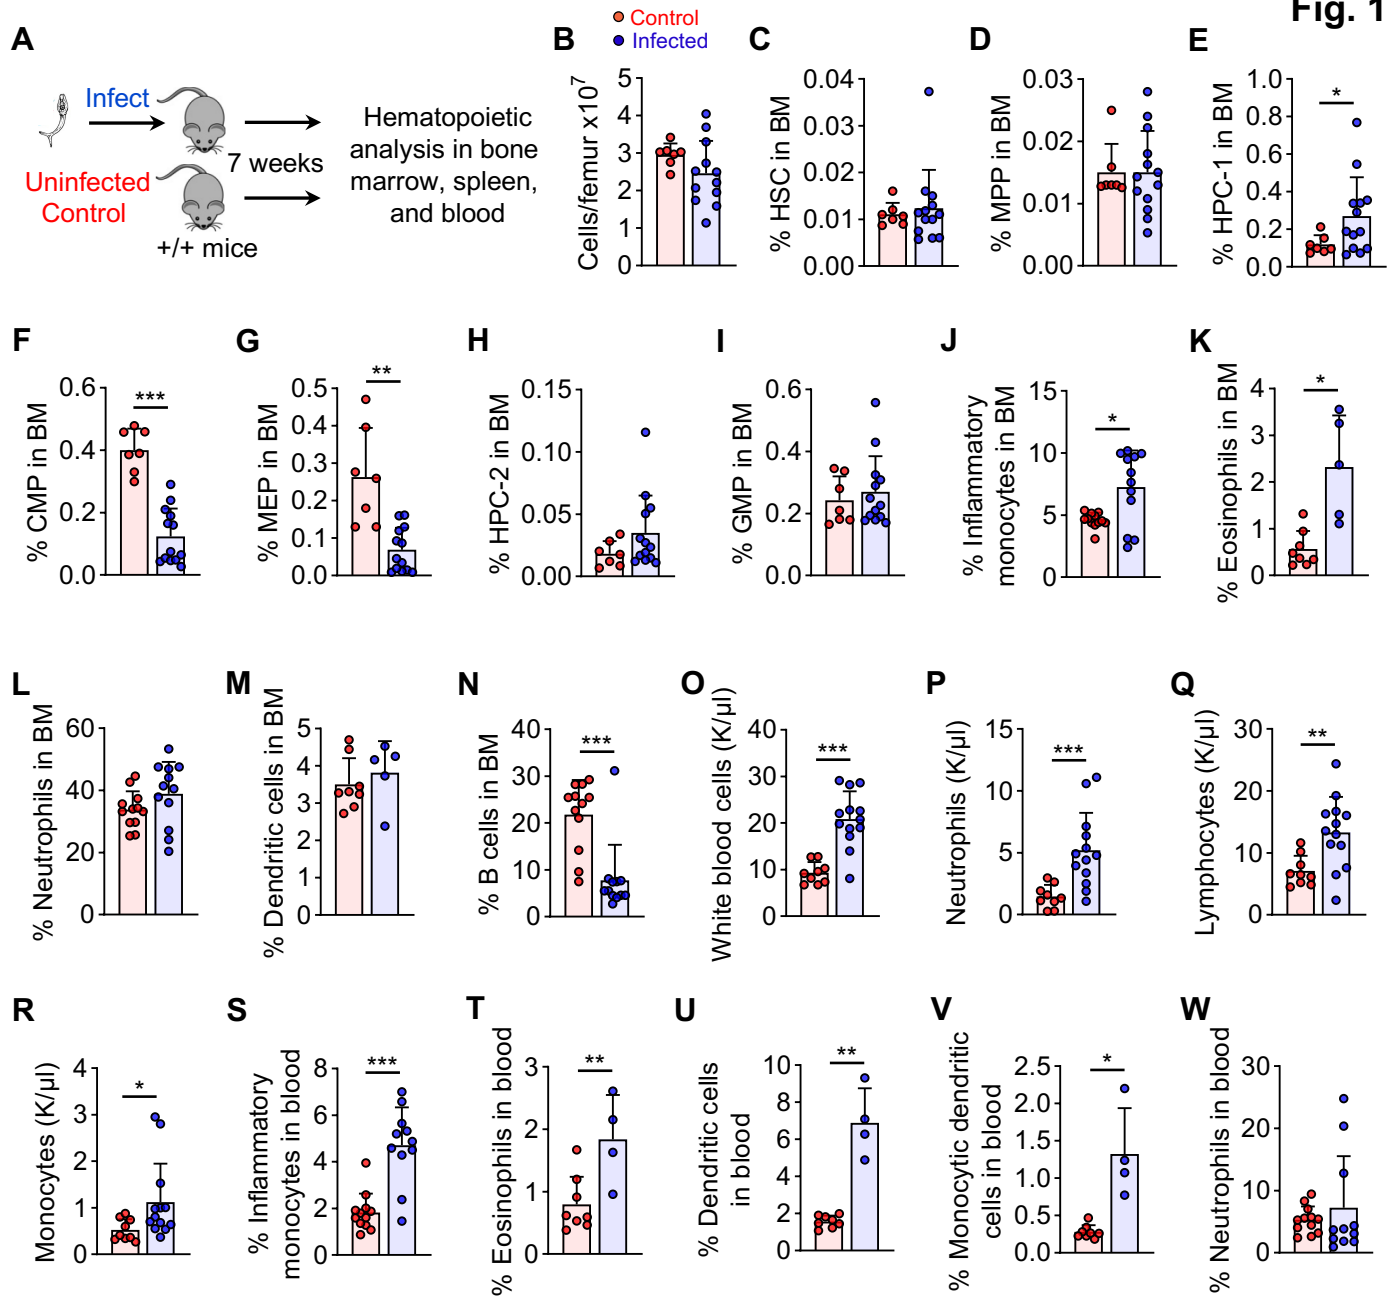 Fig. 1
Control
Infected
A
Infect
7 weeks
Uninfected
Control
+/+ mice
Hematopoietic
analysis in bone
marrow, spleen,
and blood
B
Cells/femur x10⁷
5
4
3
2
1
0
C
% HSC in BM
0.04
0.03
0.02
0.01
0.00
D
% MPP in BM
0.03
0.02
0.01
0.00
E
% HPC-1 in BM
1.0
0.8
0.6
0.4
0.2
0.0
*
F
% CMP in BM
0.6
0.4
0.2
0.0
***
G
% MEP in BM
0.5
0.4
0.3
0.2
0.1
0.0
**
H
% HPC-2 in BM
0.15
0.10
0.05
0.00
I
% GMP in BM
0.6
0.4
0.2
0.0
J
% Inflammatory
monocytes in BM
15
10
5
0
*
K
% Eosinophils in BM
4
3
2
1
0
*
L
% Neutrophils in BM
60
40
20
0
M
% Dendritic cells in BM
5
4
3
2
1
0
N
% B cells in BM
40
30
20
10
0
***
O
White blood cells (K/µl)
40
30
20
10
0
***
P
Neutrophils (K/µl)
15
10
5
0
***
Q
Lymphocytes (K/µl)
30
20
10
0
**
R
Monocytes (K/µl)
4
3
2
1
0
*
S
% Inflammatory
monocytes in blood
8
6
4
2
0
***
T
% Eosinophils in blood
3
2
1
0
**
U
% Dendritic cells
in blood
10
8
6
4
2
0
**
V
% Monocytic dendritic
cells in blood
2.5
2.0
1.5
1.0
0.5
0.0
*
W
% Neutrophils in blood
30
20
10
0